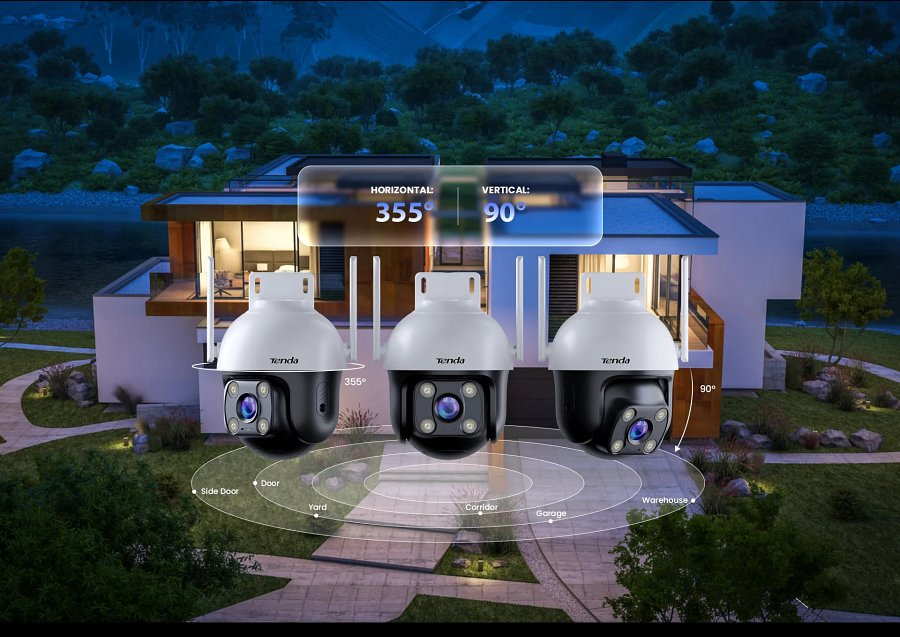 HORIZONTAL:
355°
VERTICAL:
90°
Tenda
Tenda
Tenda
355°
90°
Side Door
Door
Yard
Corridor
Garage
Warehouse